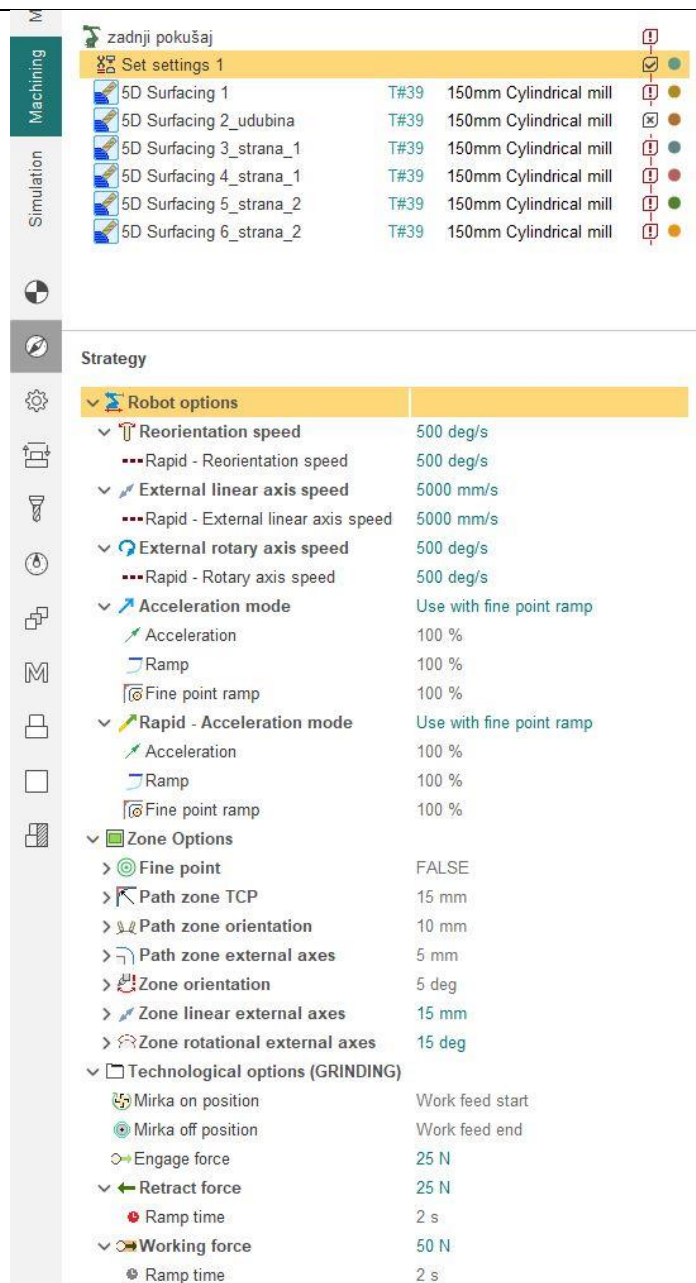 Machining
Simulation
zadnji pokušaj
Set settings 1
5D Surfacing 1 T#39 150mm Cylindrical mill
5D Surfacing 2_udubina T#39 150mm Cylindrical mill
5D Surfacing 3_strana_1 T#39 150mm Cylindrical mill
5D Surfacing 4_strana_1 T#39 150mm Cylindrical mill
5D Surfacing 5_strana_2 T#39 150mm Cylindrical mill
5D Surfacing 6_strana_2 T#39 150mm Cylindrical mill
Strategy
Robot options
Reorientation speed 500 deg/s
Rapid - Reorientation speed 500 deg/s
External linear axis speed 5000 mm/s
Rapid - External linear axis speed 5000 mm/s
External rotary axis speed 500 deg/s
Rapid - Rotary axis speed 500 deg/s
Acceleration mode Use with fine point ramp
Acceleration 100 %
Ramp 100 %
Fine point ramp 100 %
Rapid - Acceleration mode Use with fine point ramp
Acceleration 100 %
Ramp 100 %
Fine point ramp 100 %
Zone Options
Fine point FALSE
Path zone TCP 15 mm
Path zone orientation 10 mm
Path zone external axes 5 mm
Zone orientation 5 deg
Zone linear external axes 15 mm
Zone rotational external axes 15 deg
Technological options (GRINDING)
Mirka on position Work feed start
Mirka off position Work feed end
Engage force 25 N
Retract force 25 N
Ramp time 2 s
Working force 50 N
Ramp time 2 s